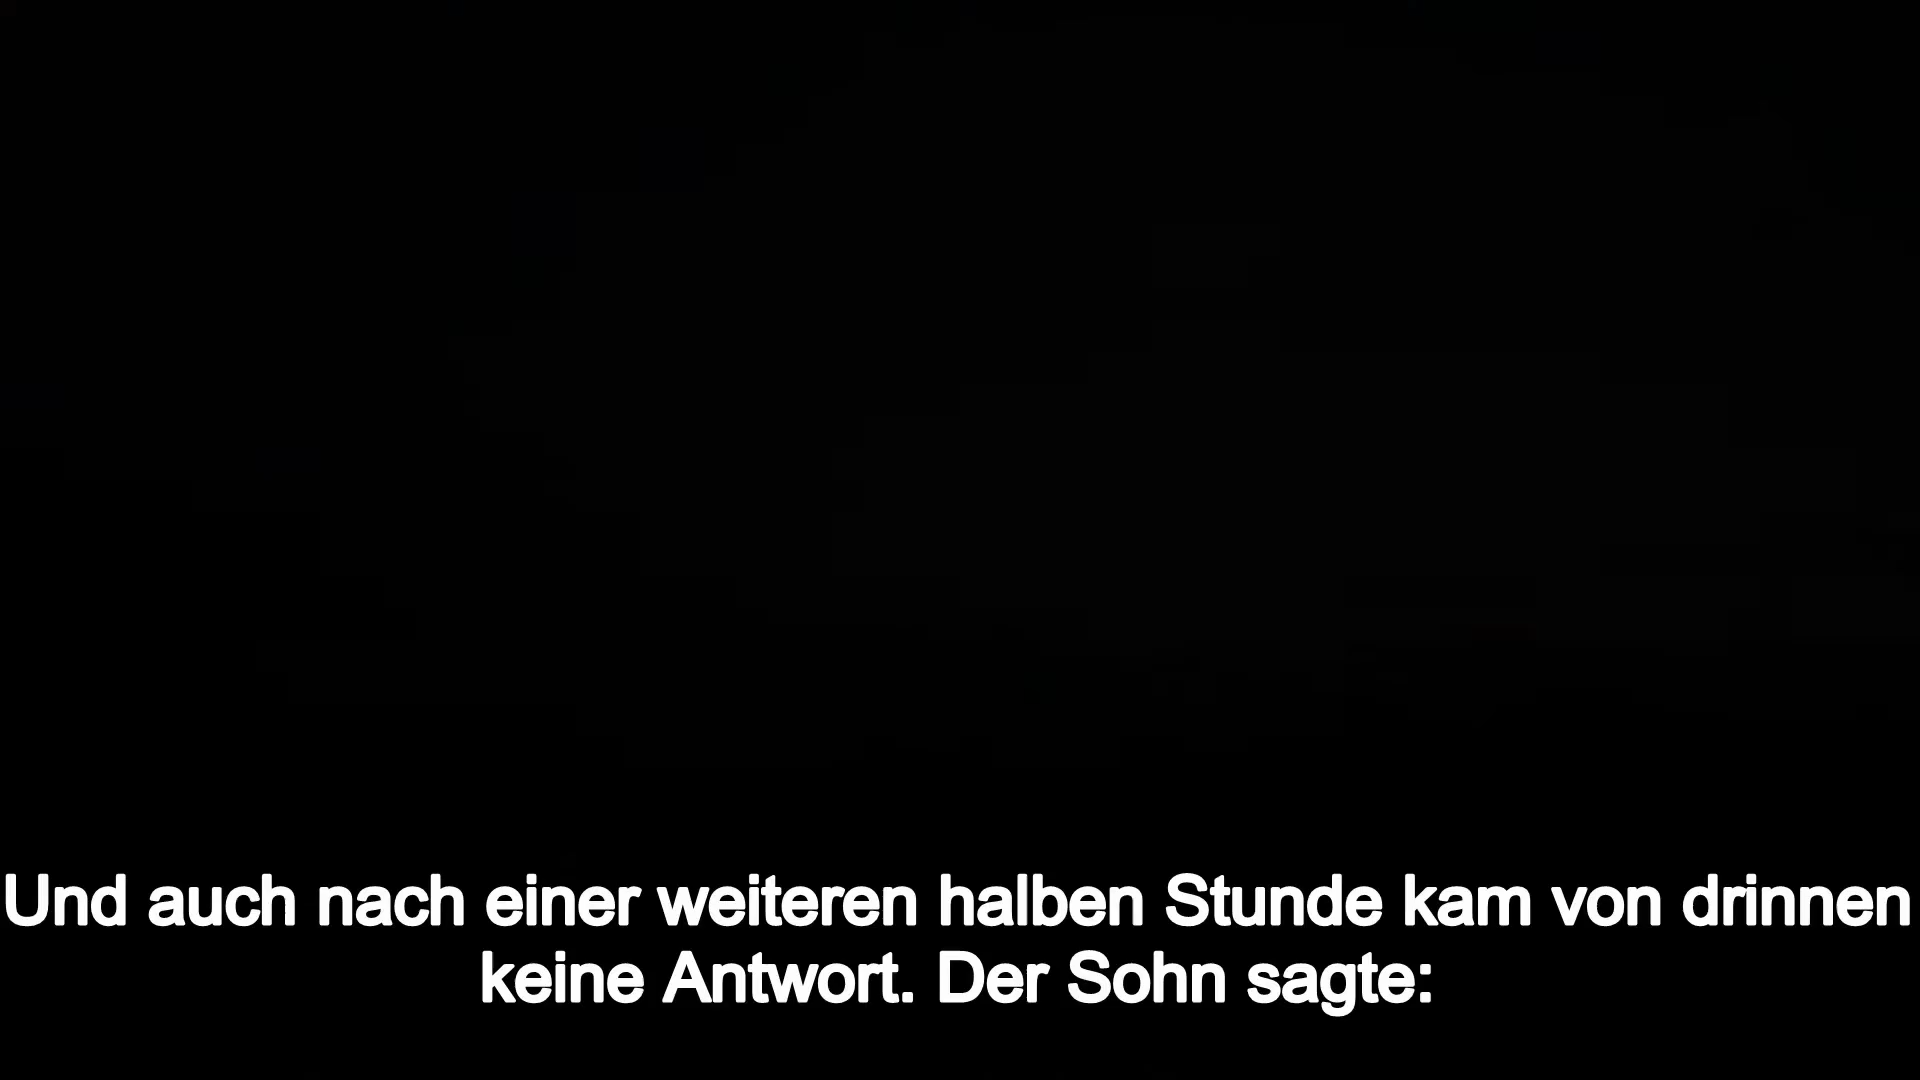 Und auch nach einer weiteren halben Stunde kam von drinnen
keine Antwort. Der Sohn sagte: